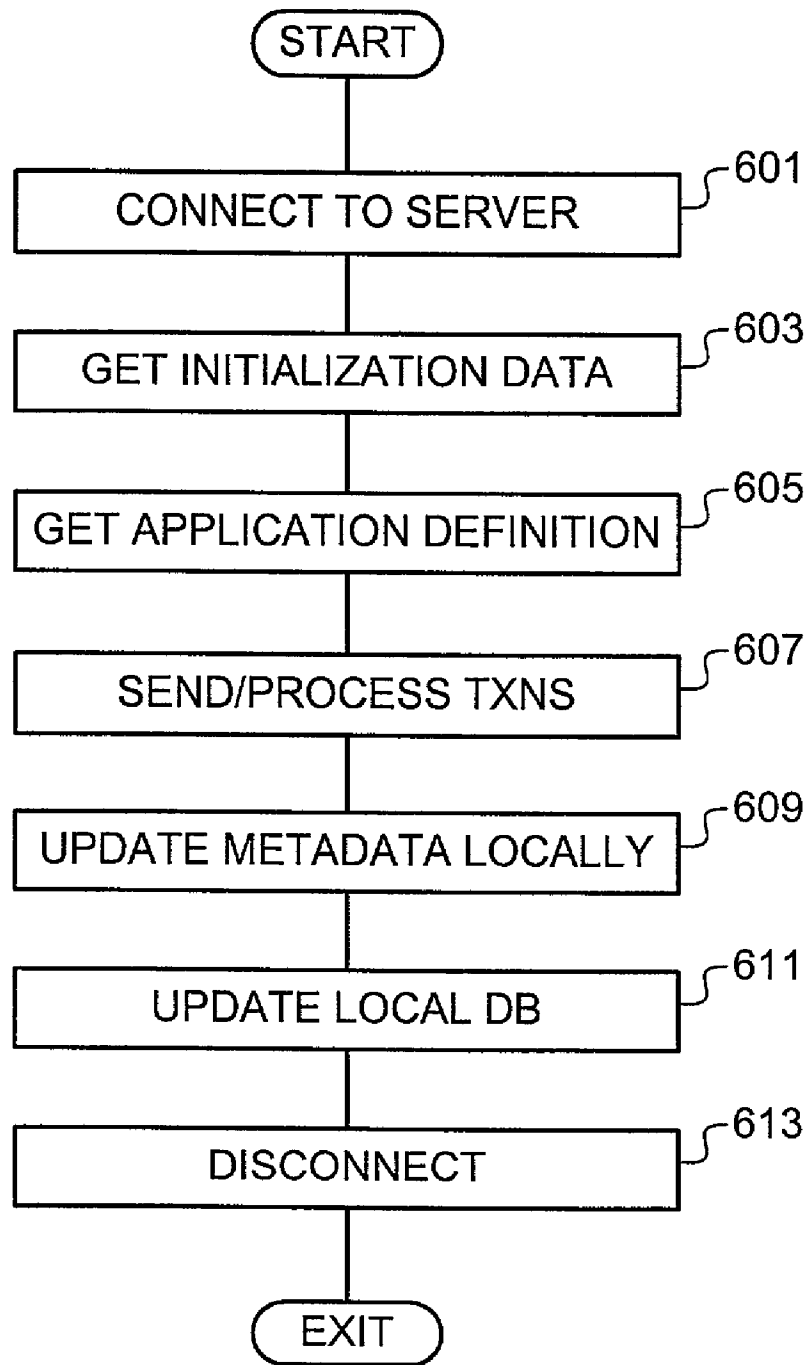 START
601
CONNECT TO SERVER
603
GET INITIALIZATION DATA
605
GET APPLICATION DEFINITION
607
SEND/PROCESS TXNS
609
UPDATE METADATA LOCALLY
611
UPDATE LOCAL DB
613
DISCONNECT
EXIT